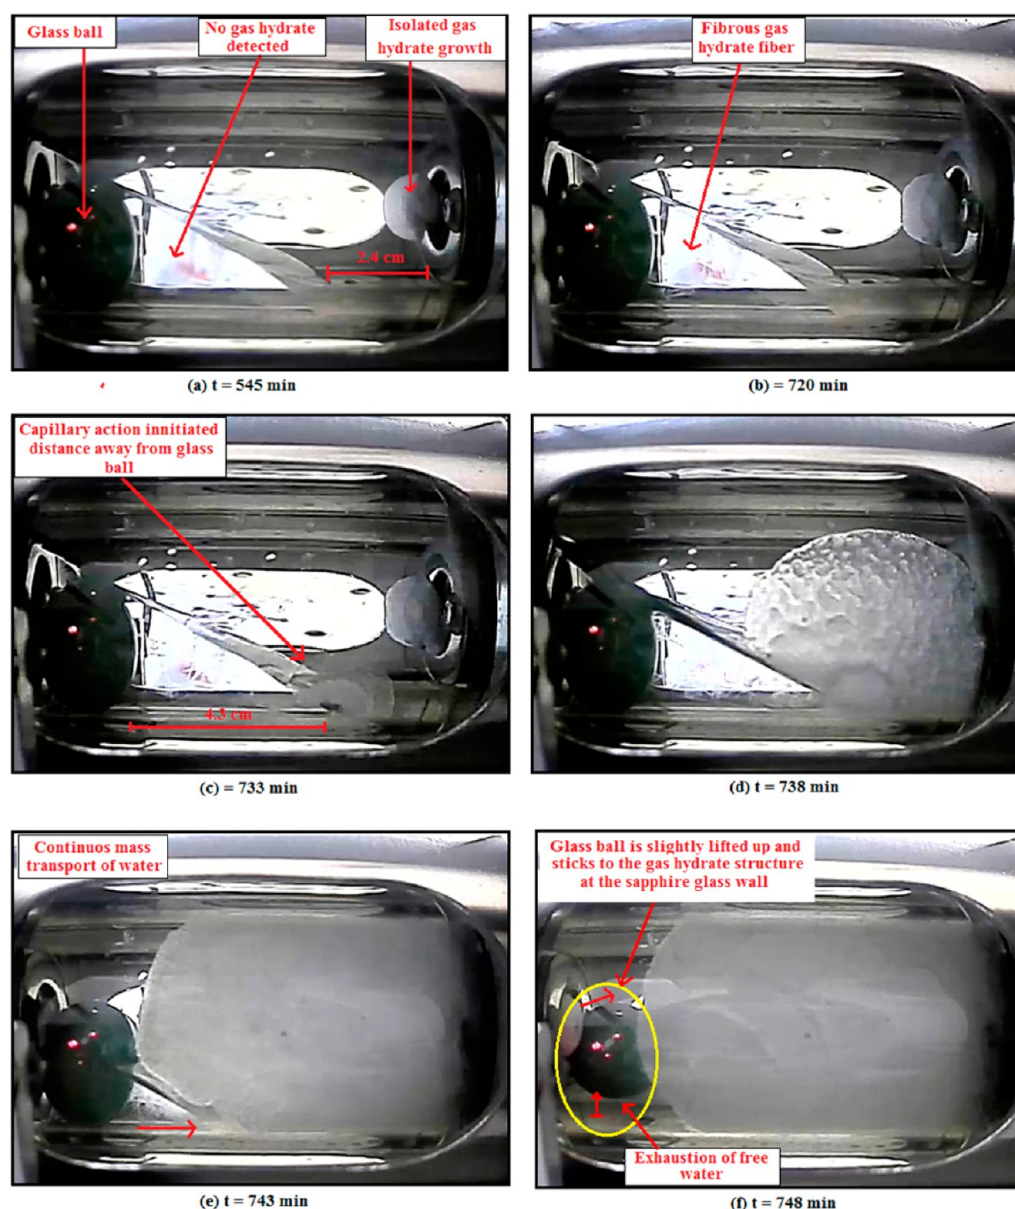 Glass ball
No gas hydrate
detected
Isolated gas
hydrate growth
2.4 cm
(a) t = 545 min
Fibrous gas
hydrate fiber
(b) = 720 min
Capillary action innitiated
distance away from glass
ball
4.3 cm
(c) = 733 min
(d) t = 738 min
Continuos mass
transport of water
(e) t = 743 min
Glass ball is slightly lifted up and
sticks to the gas hydrate structure
at the sapphire glass wall
Exhaustion of free
water
(f) t = 748 min